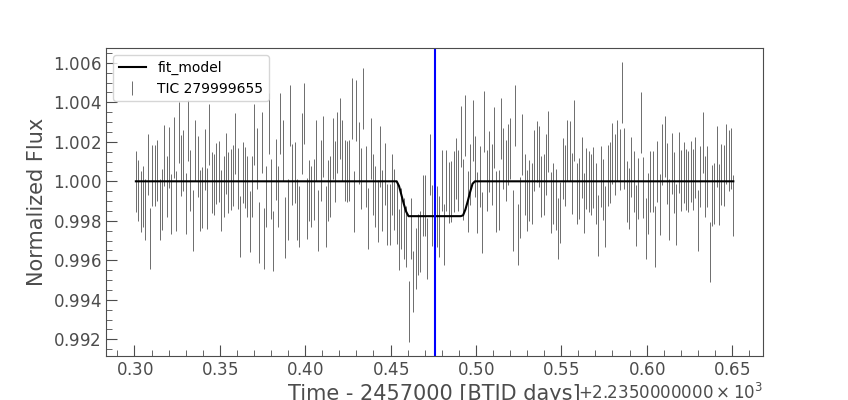 fit_model
TIC 279999655
Normalized Flux
1.006
1.004
1.002
1.000
0.998
0.996
0.994
0.992
0.30 0.35 0.40 0.45 0.50 0.55 0.60 0.65
Time - 2457000 [BTJD days]
+2.2350000000 × 10³